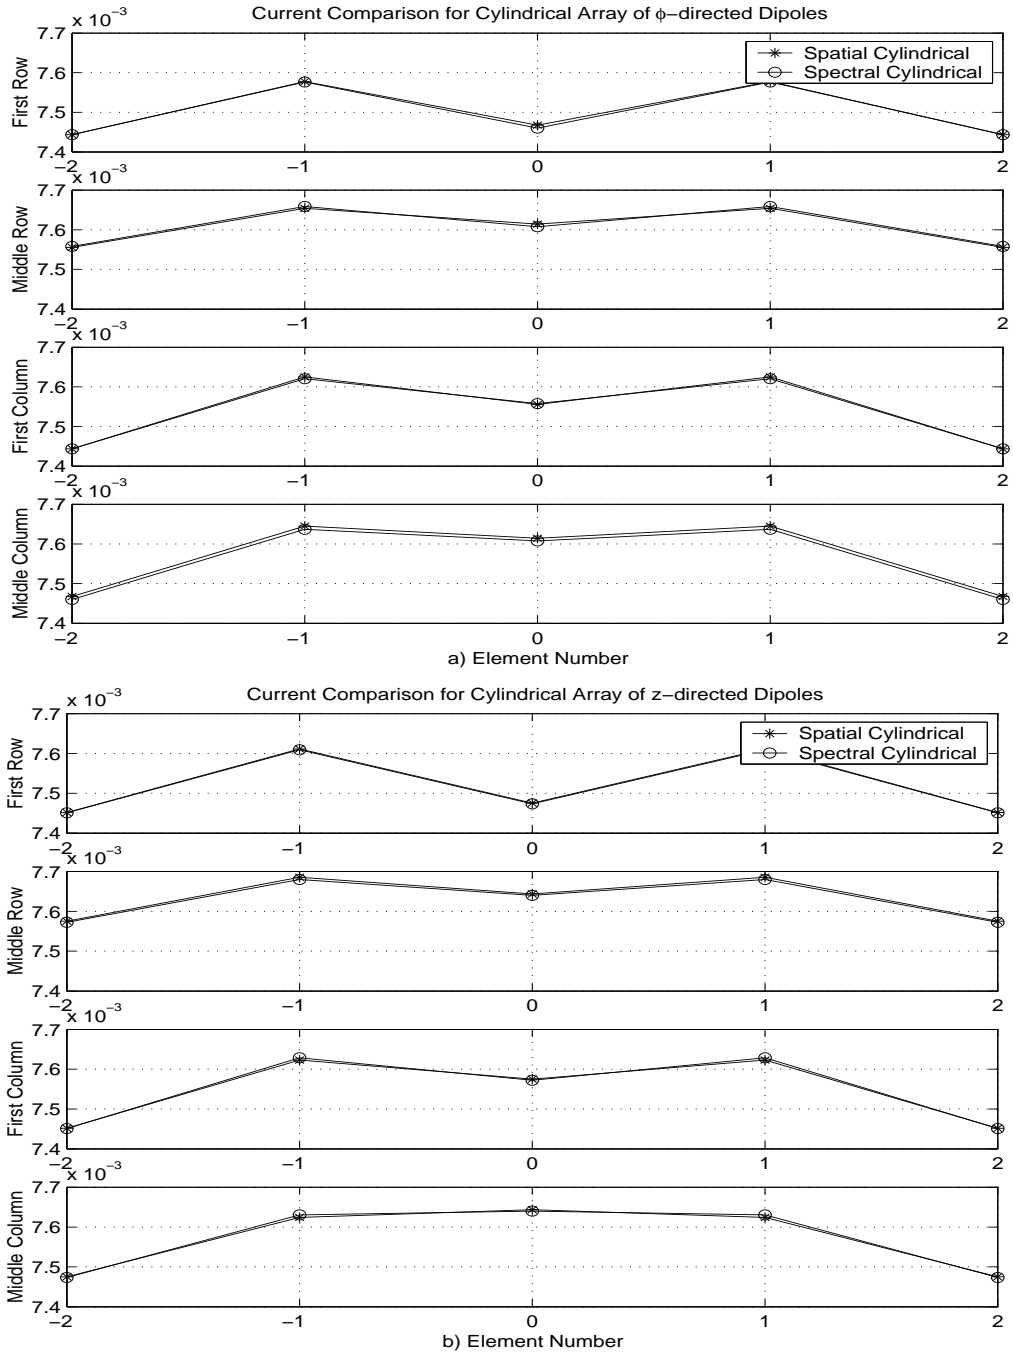 Current Comparison for Cylindrical Array of ϕ−directed Dipoles
x 10⁻³
7.7
7.6
7.5
7.4
First Row
Spatial Cylindrical
Spectral Cylindrical
−2 −1 0 1 2
x 10⁻³
7.7
7.6
7.5
7.4
Middle Row
−2 −1 0 1 2
x 10⁻³
7.7
7.6
7.5
7.4
First Column
−2 −1 0 1 2
x 10⁻³
7.7
7.6
7.5
7.4
Middle Column
−2 −1 0 1 2
a) Element Number
Current Comparison for Cylindrical Array of z−directed Dipoles
x 10⁻³
7.7
7.6
7.5
7.4
First Row
Spatial Cylindrical
Spectral Cylindrical
−2 −1 0 1 2
x 10⁻³
7.7
7.6
7.5
7.4
Middle Row
−2 −1 0 1 2
x 10⁻³
7.7
7.6
7.5
7.4
First Column
−2 −1 0 1 2
x 10⁻³
7.7
7.6
7.5
7.4
Middle Column
−2 −1 0 1 2
b) Element Number